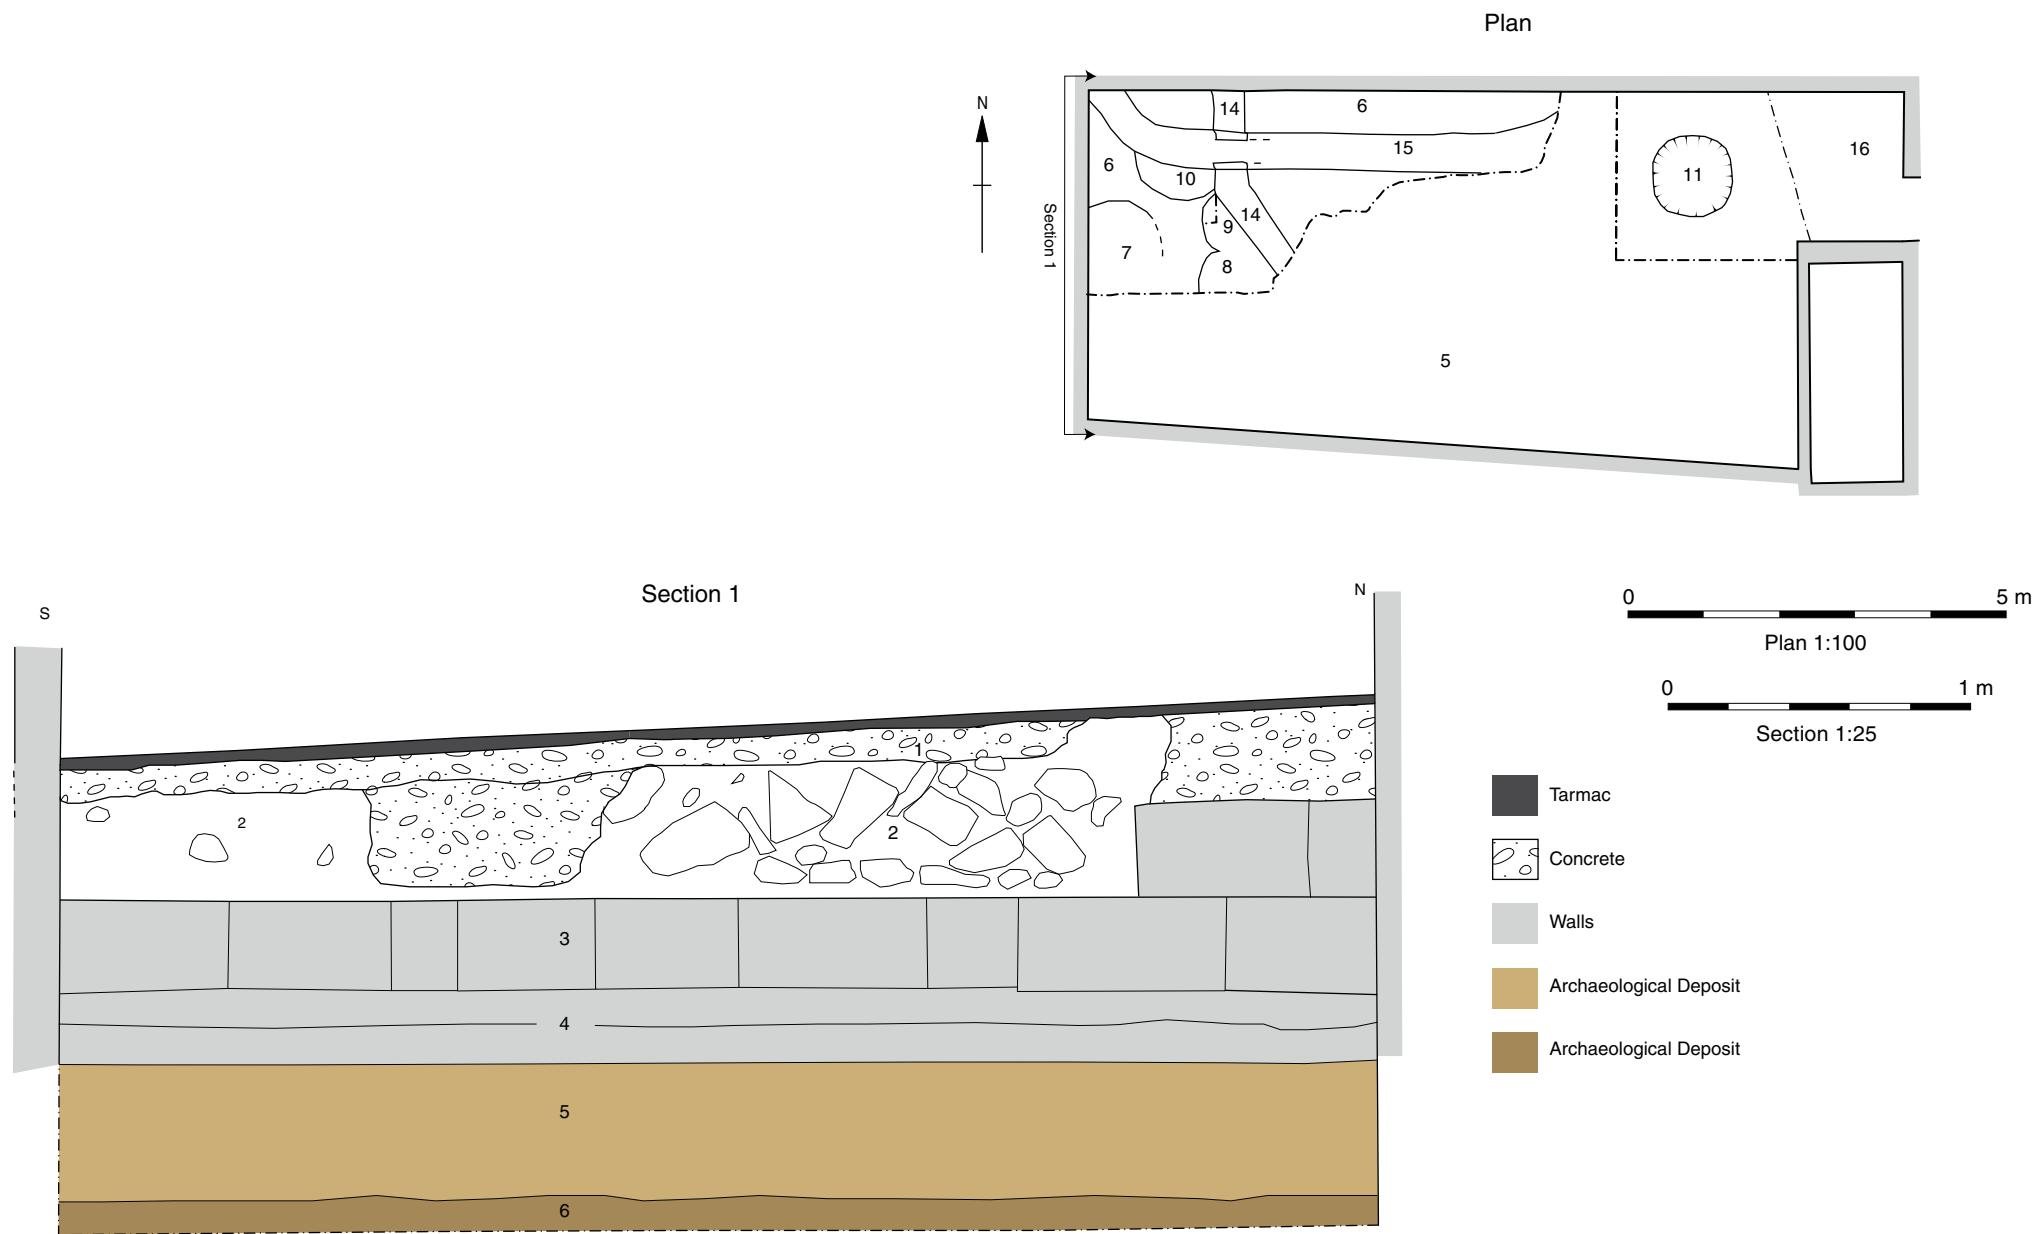 Plan
N
14
6
15
16
6
10
11
Section 1
14
9
7
8
5
Section 1
S
N
0 5 m
Plan 1:100
0 1 m
Section 1:25
1
2
2
3
4
5
6
Tarmac
Concrete
Walls
Archaeological Deposit
Archaeological Deposit